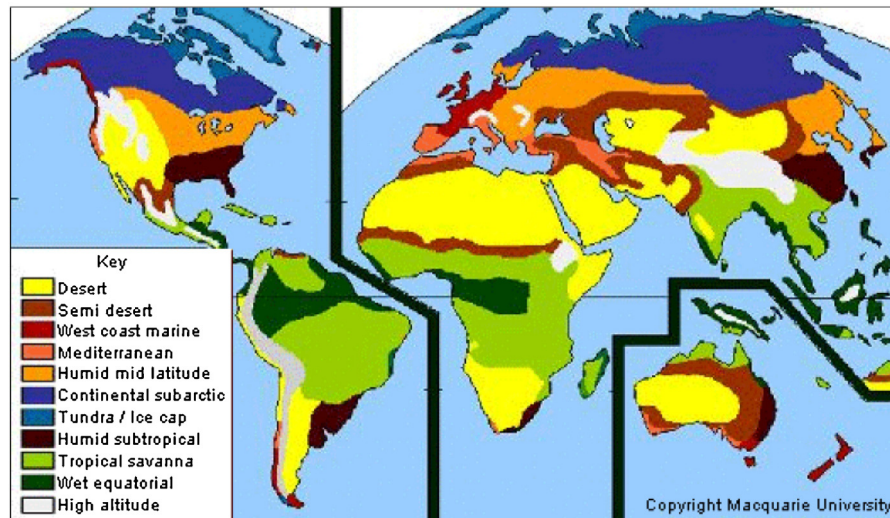 Key
Desert
Semi desert
West coast marine
Mediterranean
Humid mid latitude
Continental subarctic
Tundra / Ice cap
Humid subtropical
Tropical savanna
Wet equatorial
High altitude
Copyright Macquarie University